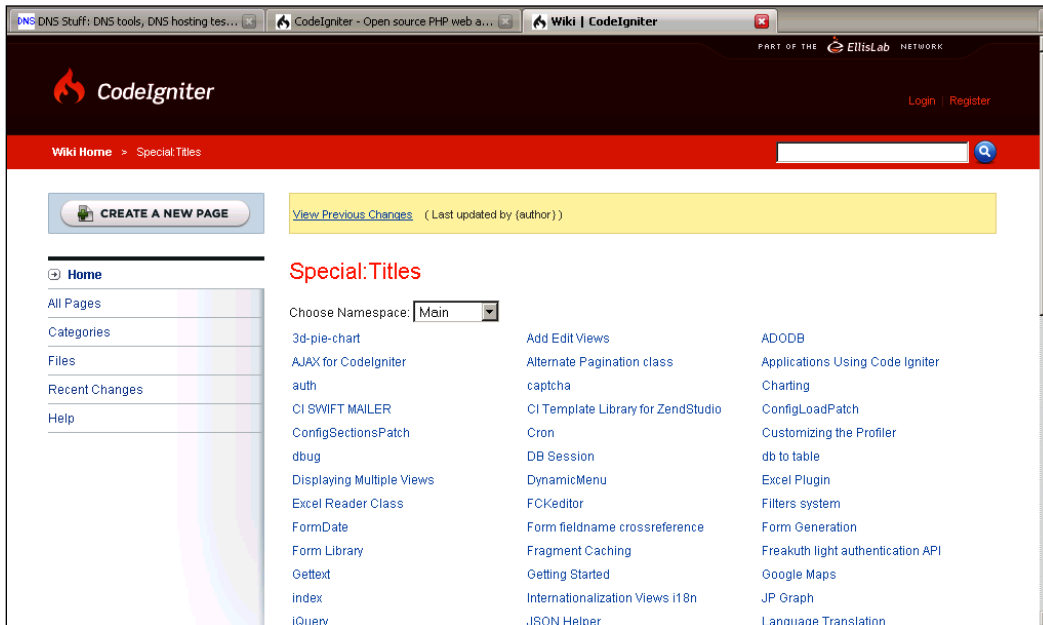 DNS DNS Stuff: DNS tools, DNS hosting tes...
CodeIgniter - Open source PHP web a...
Wiki | CodeIgniter
PART OF THE EllisLab NETWORK
CodeIgniter
Login | Register
Wiki Home > Special:Titles
CREATE A NEW PAGE
View Previous Changes ( Last updated by {author} )
Home
All Pages
Categories
Files
Recent Changes
Help
Special:Titles
Choose Namespace: Main
3d-pie-chart Add Edit Views ADODB
AJAX for CodeIgniter Alternate Pagination class Applications Using Code Igniter
auth captcha Charting
CI SWIFT MAILER CI Template Library for ZendStudio ConfigLoadPatch
ConfigSectionsPatch Cron Customizing the Profiler
dbug DB Session db to table
Displaying Multiple Views DynamicMenu Excel Plugin
Excel Reader Class FCKeditor Filters system
FormDate Form fieldname crossreference Form Generation
Form Library Fragment Caching Freakuth light authentication API
Gettext Getting Started Google Maps
index Internationalization Views i18n JP Graph
jQuery JSON Helper Language Translation